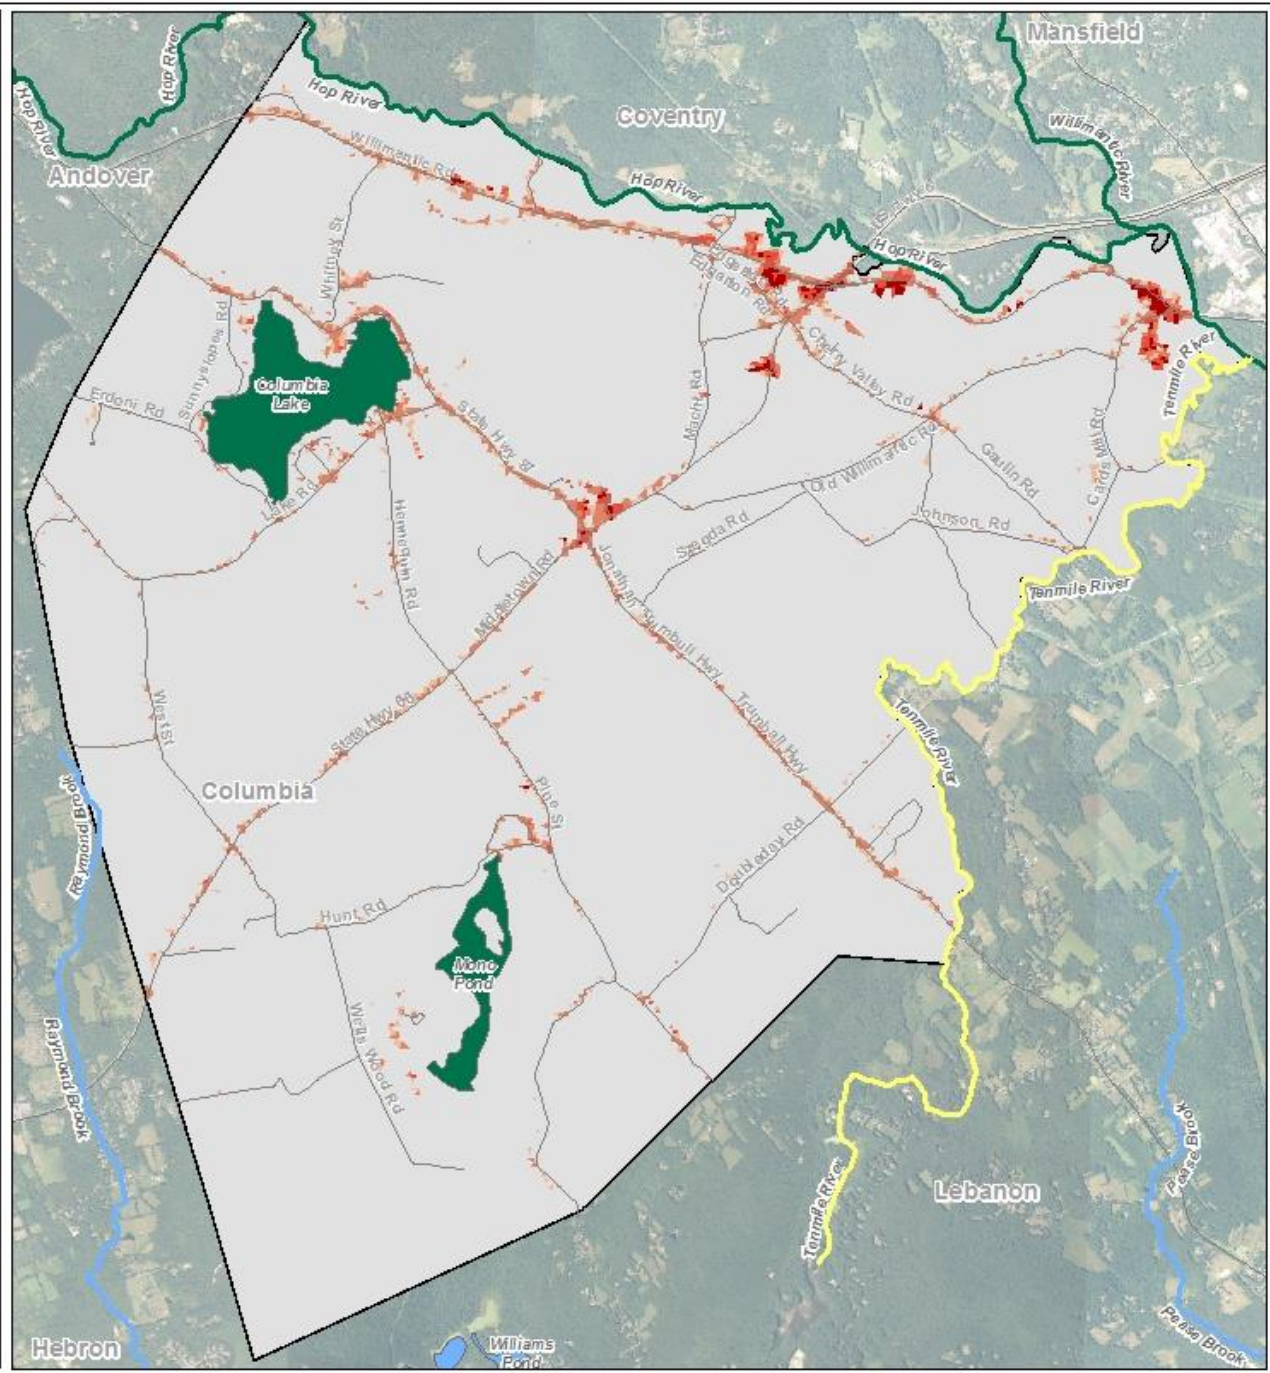 Mansfield
Hop River
Hop River
Hop River
Coventry
Willimantic River
Andover
Willimantic Rd
Hop River
Hop River
Whitney St
Edgarton Rd
Sunnyslopes Rd
Columbia
Lake
Erdoni Rd
Cherry Valley Rd
Tenmile River
Macht Rd
State Hwy 87
Old Willimantic Rd
Gaulin Rd
Cards Mill Rd
Lake Rd
Hennequin Rd
Szegda Rd
Johnson Rd
Middletown Rd
Jonathan Trumbull Hwy
Tenmile River
West St
State Hwy 66
Trumbull Hwy
Tenmile River
Columbia
Raymond Brook
Pine St
Doubleday Rd
Hunt Rd
Mono
Pond
Wells Wood Rd
Raymond Brook
Pease Brook
Tenmile River
Lebanon
Hebron
Williams
Pond
Pease Brook